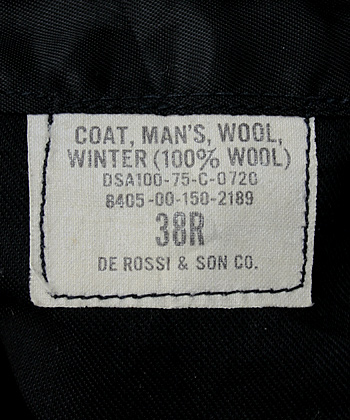 COAT, MAN'S, WOOL,
WINTER (100% WOOL)
DSA100-75-C-0720
8405-00-150-2189
38R
DE ROSSI & SON CO.